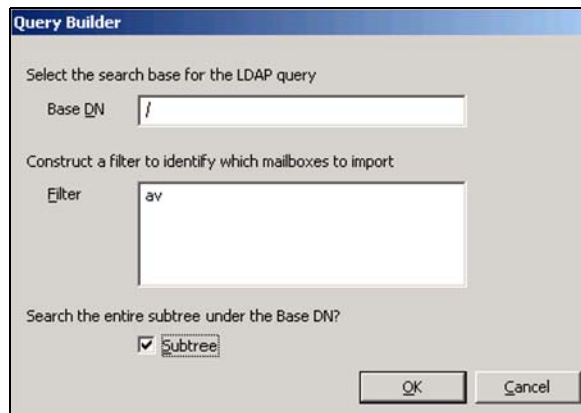 Query Builder
Select the search base for the LDAP query
Base DN /
Construct a filter to identify which mailboxes to import
Filter av
Search the entire subtree under the Base DN?
Subtree
OK Cancel